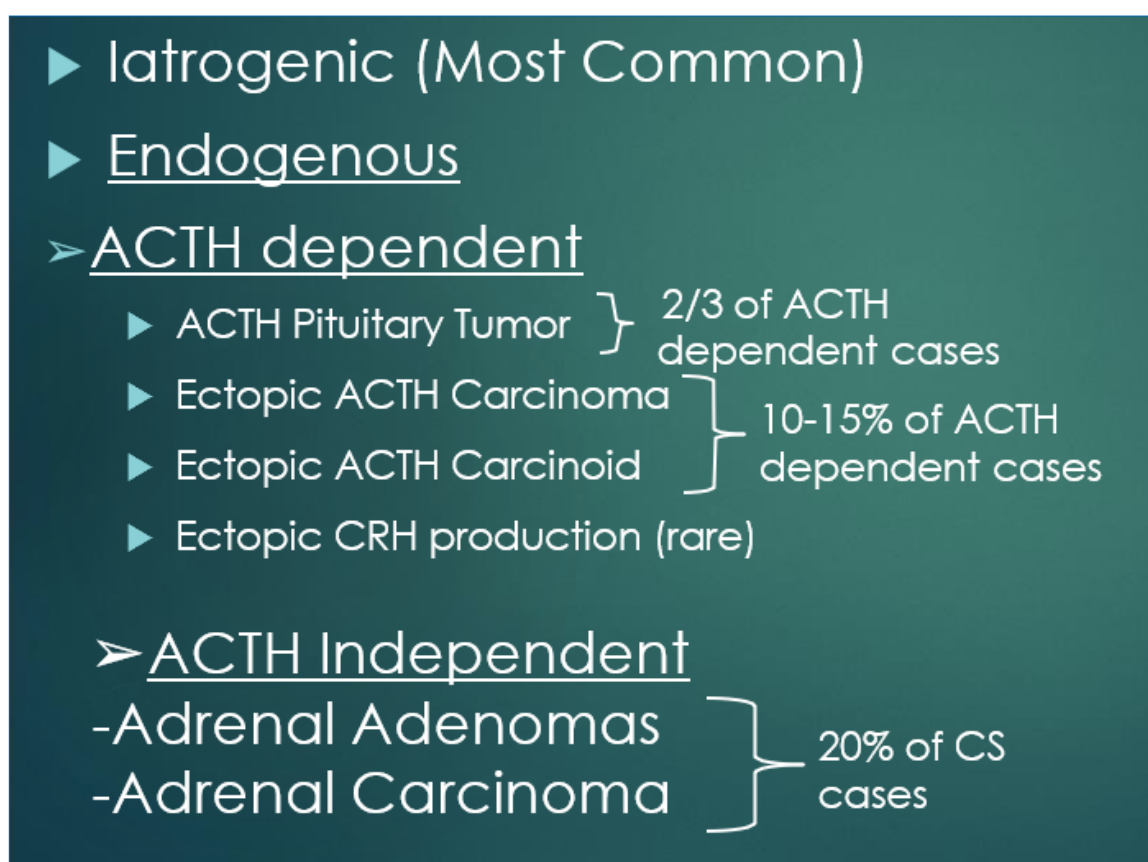 Iatrogenic (Most Common)
Endogenous
ACTH dependent
ACTH Pituitary Tumor
2/3 of ACTH
dependent cases
Ectopic ACTH Carcinoma
Ectopic ACTH Carcinoid
10-15% of ACTH
dependent cases
Ectopic CRH production (rare)
ACTH Independent
-Adrenal Adenomas
-Adrenal Carcinoma
20% of CS
cases